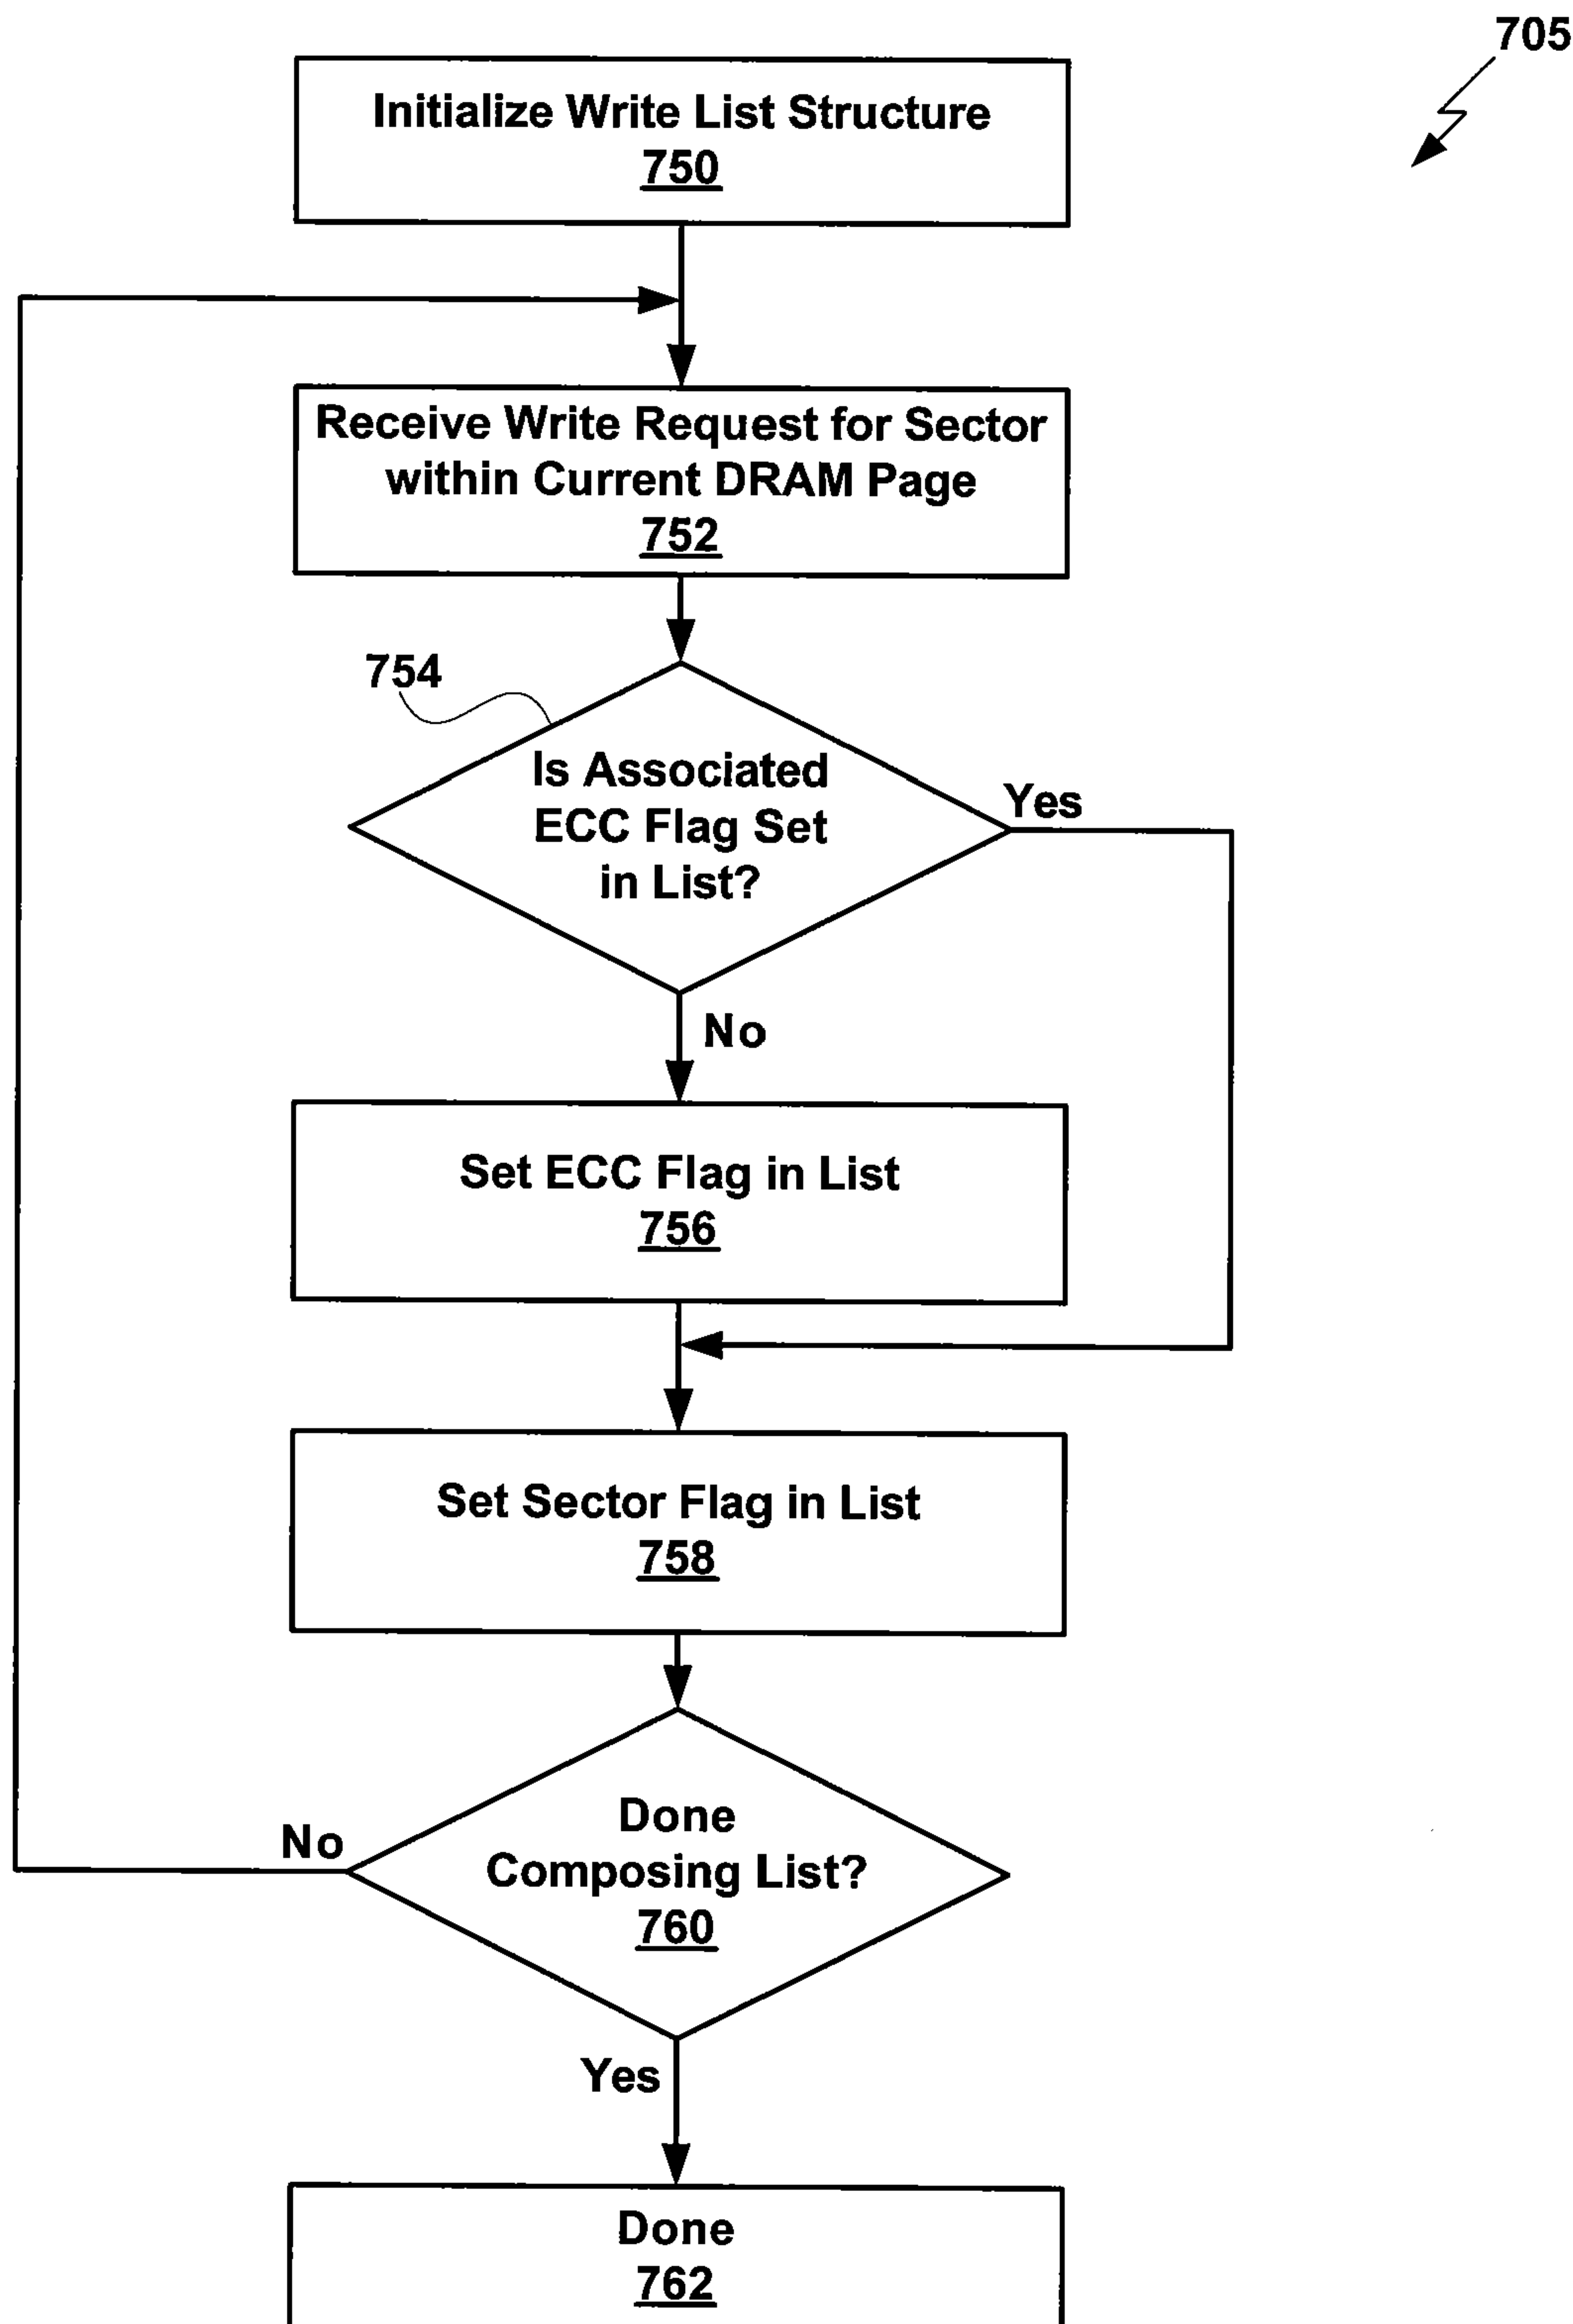 705
Initialize Write List Structure
750
Receive Write Request for Sector
within Current DRAM Page
752
754
Is Associated
ECC Flag Set
in List?
Yes
No
Set ECC Flag in List
756
Set Sector Flag in List
758
Done
Composing List?
760
No
Yes
Done
762